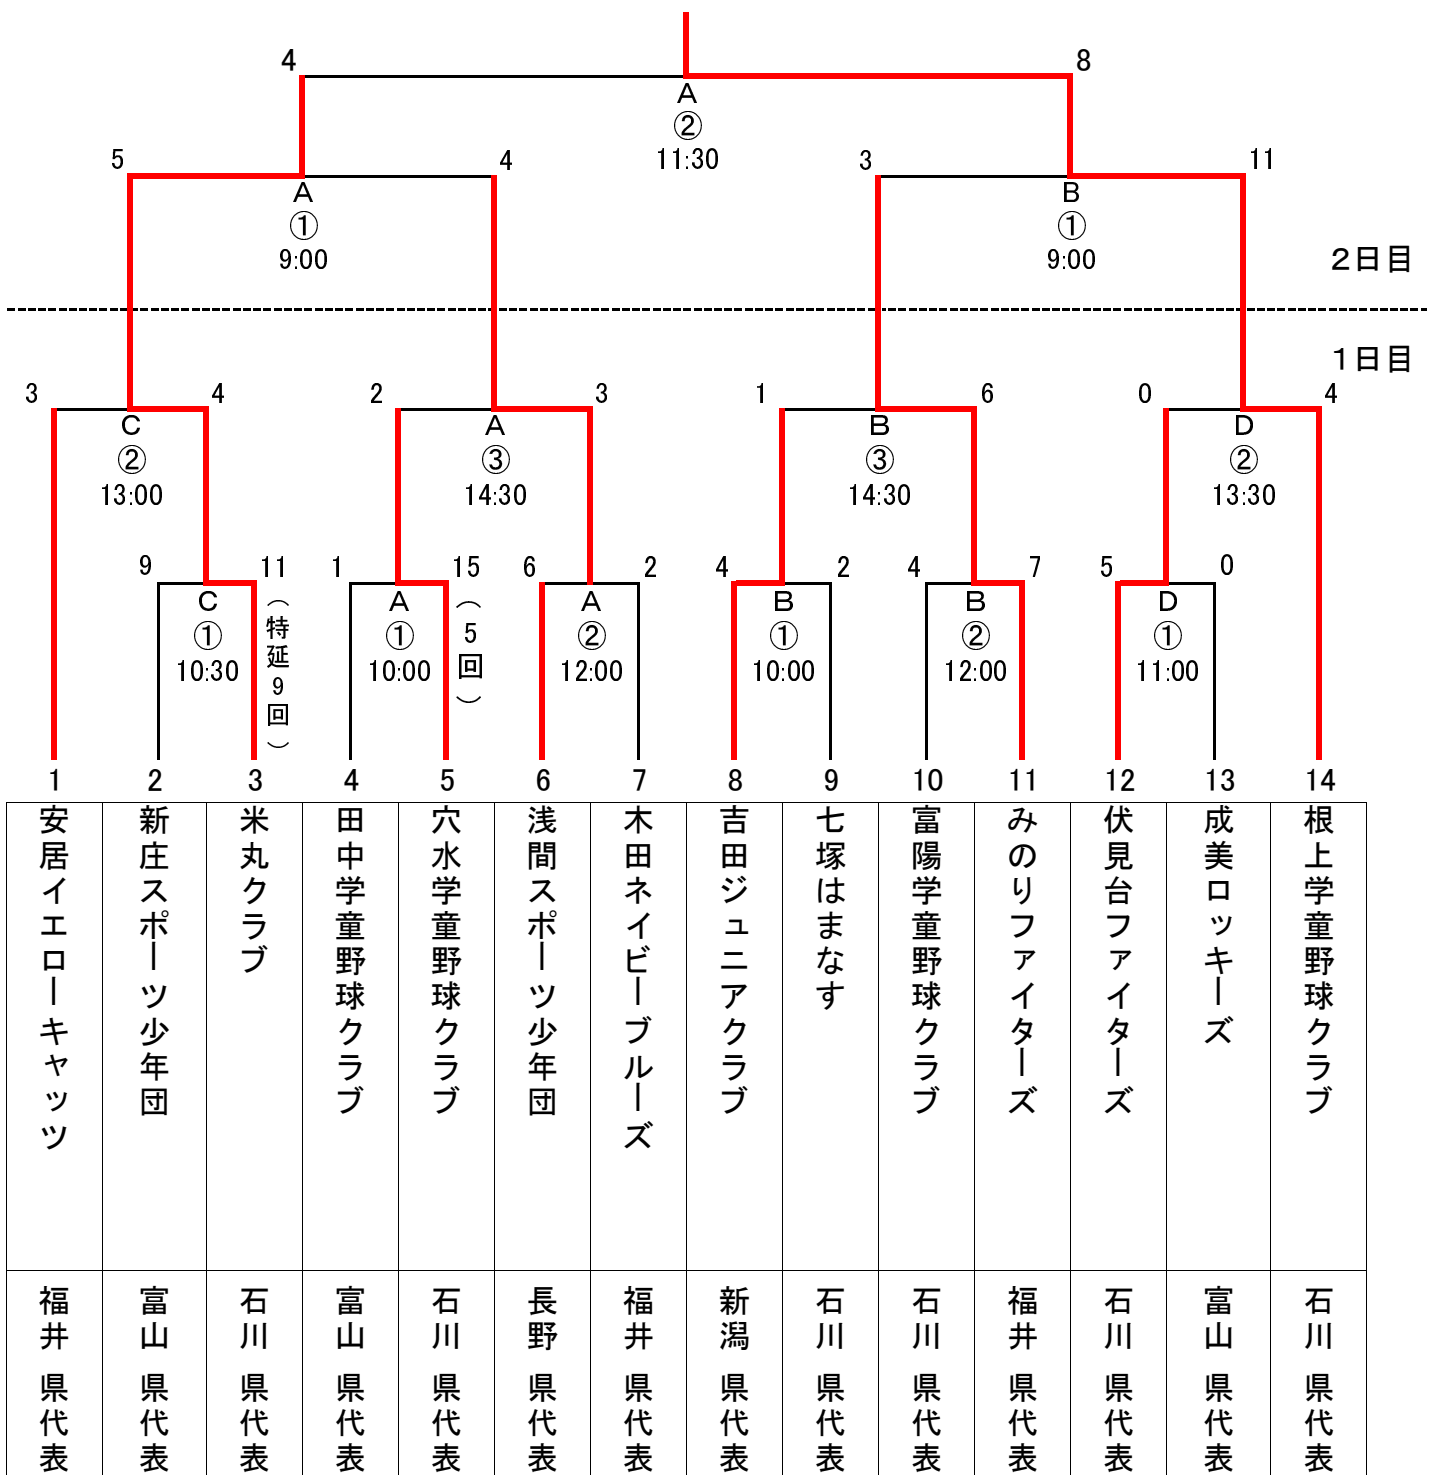 4 8
A
②
11:30
5 4 3 11
A B
① ①
9:00 9:00
2日目
1日目
3 4 2 3 1 6 0 4
C A B D
② ③ ③ ②
13:00 14:30 14:30 13:30
9 11 1 15 6 2 4 2 4 7 5 0
(特延9回)
(5回)
C A A B B D
① ① ② ① ② ①
10:30 10:00 12:00 10:00 12:00 11:00
1 2 3 4 5 6 7 8 9 10 11 12 13 14
安居イエローキャッツ
新庄スポーツ少年団
米丸クラブ
田中学童野球クラブ
穴水学童野球クラブ
浅間スポーツ少年団
木田ネイビーブルーズ
吉田ジュニアクラブ
七塚はまなす
富陽学童野球クラブ
みのりファイターズ
伏見台ファイターズ
成美ロッキーズ
根上学童野球クラブ
福井県代表
富山県代表
石川県代表
富山県代表
石川県代表
長野県代表
福井県代表
新潟県代表
石川県代表
石川県代表
福井県代表
石川県代表
富山県代表
石川県代表